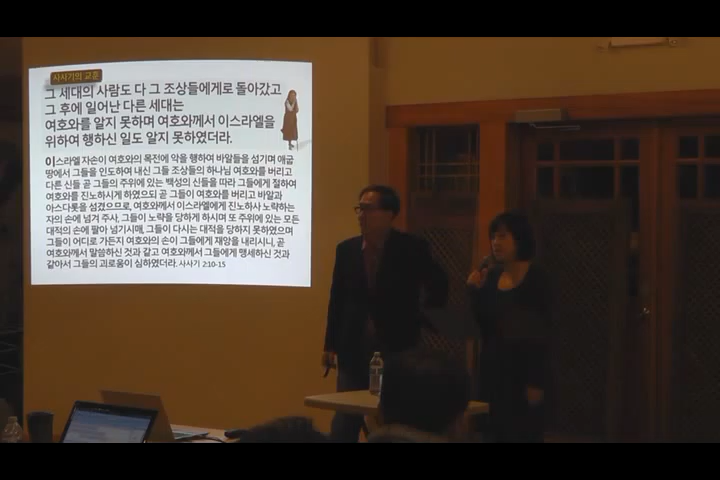 사사기의 교훈
그 세대의 사람도 다 그 조상들에게로 돌아갔고
그 후에 일어난 다른 세대는
여호와를 알지 못하며 여호와께서 이스라엘을
위하여 행하신 일도 알지 못하였더라.
이스라엘 자손이 여호와의 목전에 악을 행하여 바알들을 섬기며 애굽
땅에서 그들을 인도하여 내신 그들 조상들의 하나님 여호와를 버리고
다른 신들 곧 그들의 주위에 있는 백성의 신들을 따라 그들에게 절하여
여호와를 진노하시게 하였으되 곧 그들이 여호와를 버리고 바알과
아스다롯을 섬겼으므로, 여호와께서 이스라엘에게 진노하사 노략하는
자의 손에 넘겨 주사, 그들이 노략을 당하게 하시며 또 주위에 있는 모든
대적의 손에 팔아 넘기시매, 그들이 다시는 대적을 당하지 못하였으며
그들이 어디로 가든지 여호와의 손이 그들에게 재앙을 내리시니, 곧
여호와께서 말씀하신 것과 같고 여호와께서 그들에게 맹세하신 것과
같아서 그들의 괴로움이 심하였더라. 사사기 2:10-15